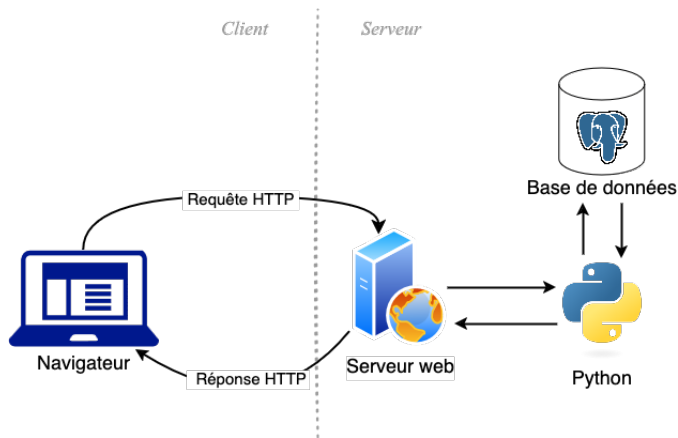 Client
Serveur
Base de données
Requête HTTP
Navigateur
Serveur web
Réponse HTTP
Python